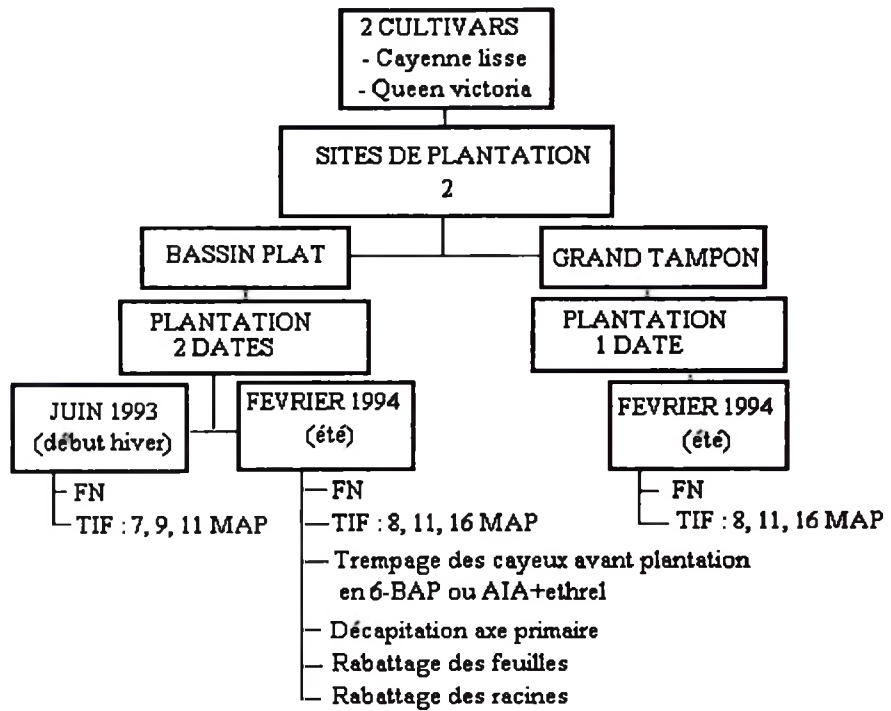 2 CULTIVARS
- Cayenne lisse
- Queen victoria
SITES DE PLANTATION
2
BASSIN PLAT
GRAND TAMPON
PLANTATION
2 DATES
PLANTATION
1 DATE
JUIN 1993
(début hiver)
FEVRIER 1994
(été)
FEVRIER 1994
(été)
FN
TIF : 7, 9, 11 MAP
FN
TIF : 8, 11, 16 MAP
Trempage des cayeux avant plantation
en 6-BAP ou AIA+ethrel
Décapitation axe primaire
Rabattage des feuilles
Rabattage des racines
FN
TIF : 8, 11, 16 MAP